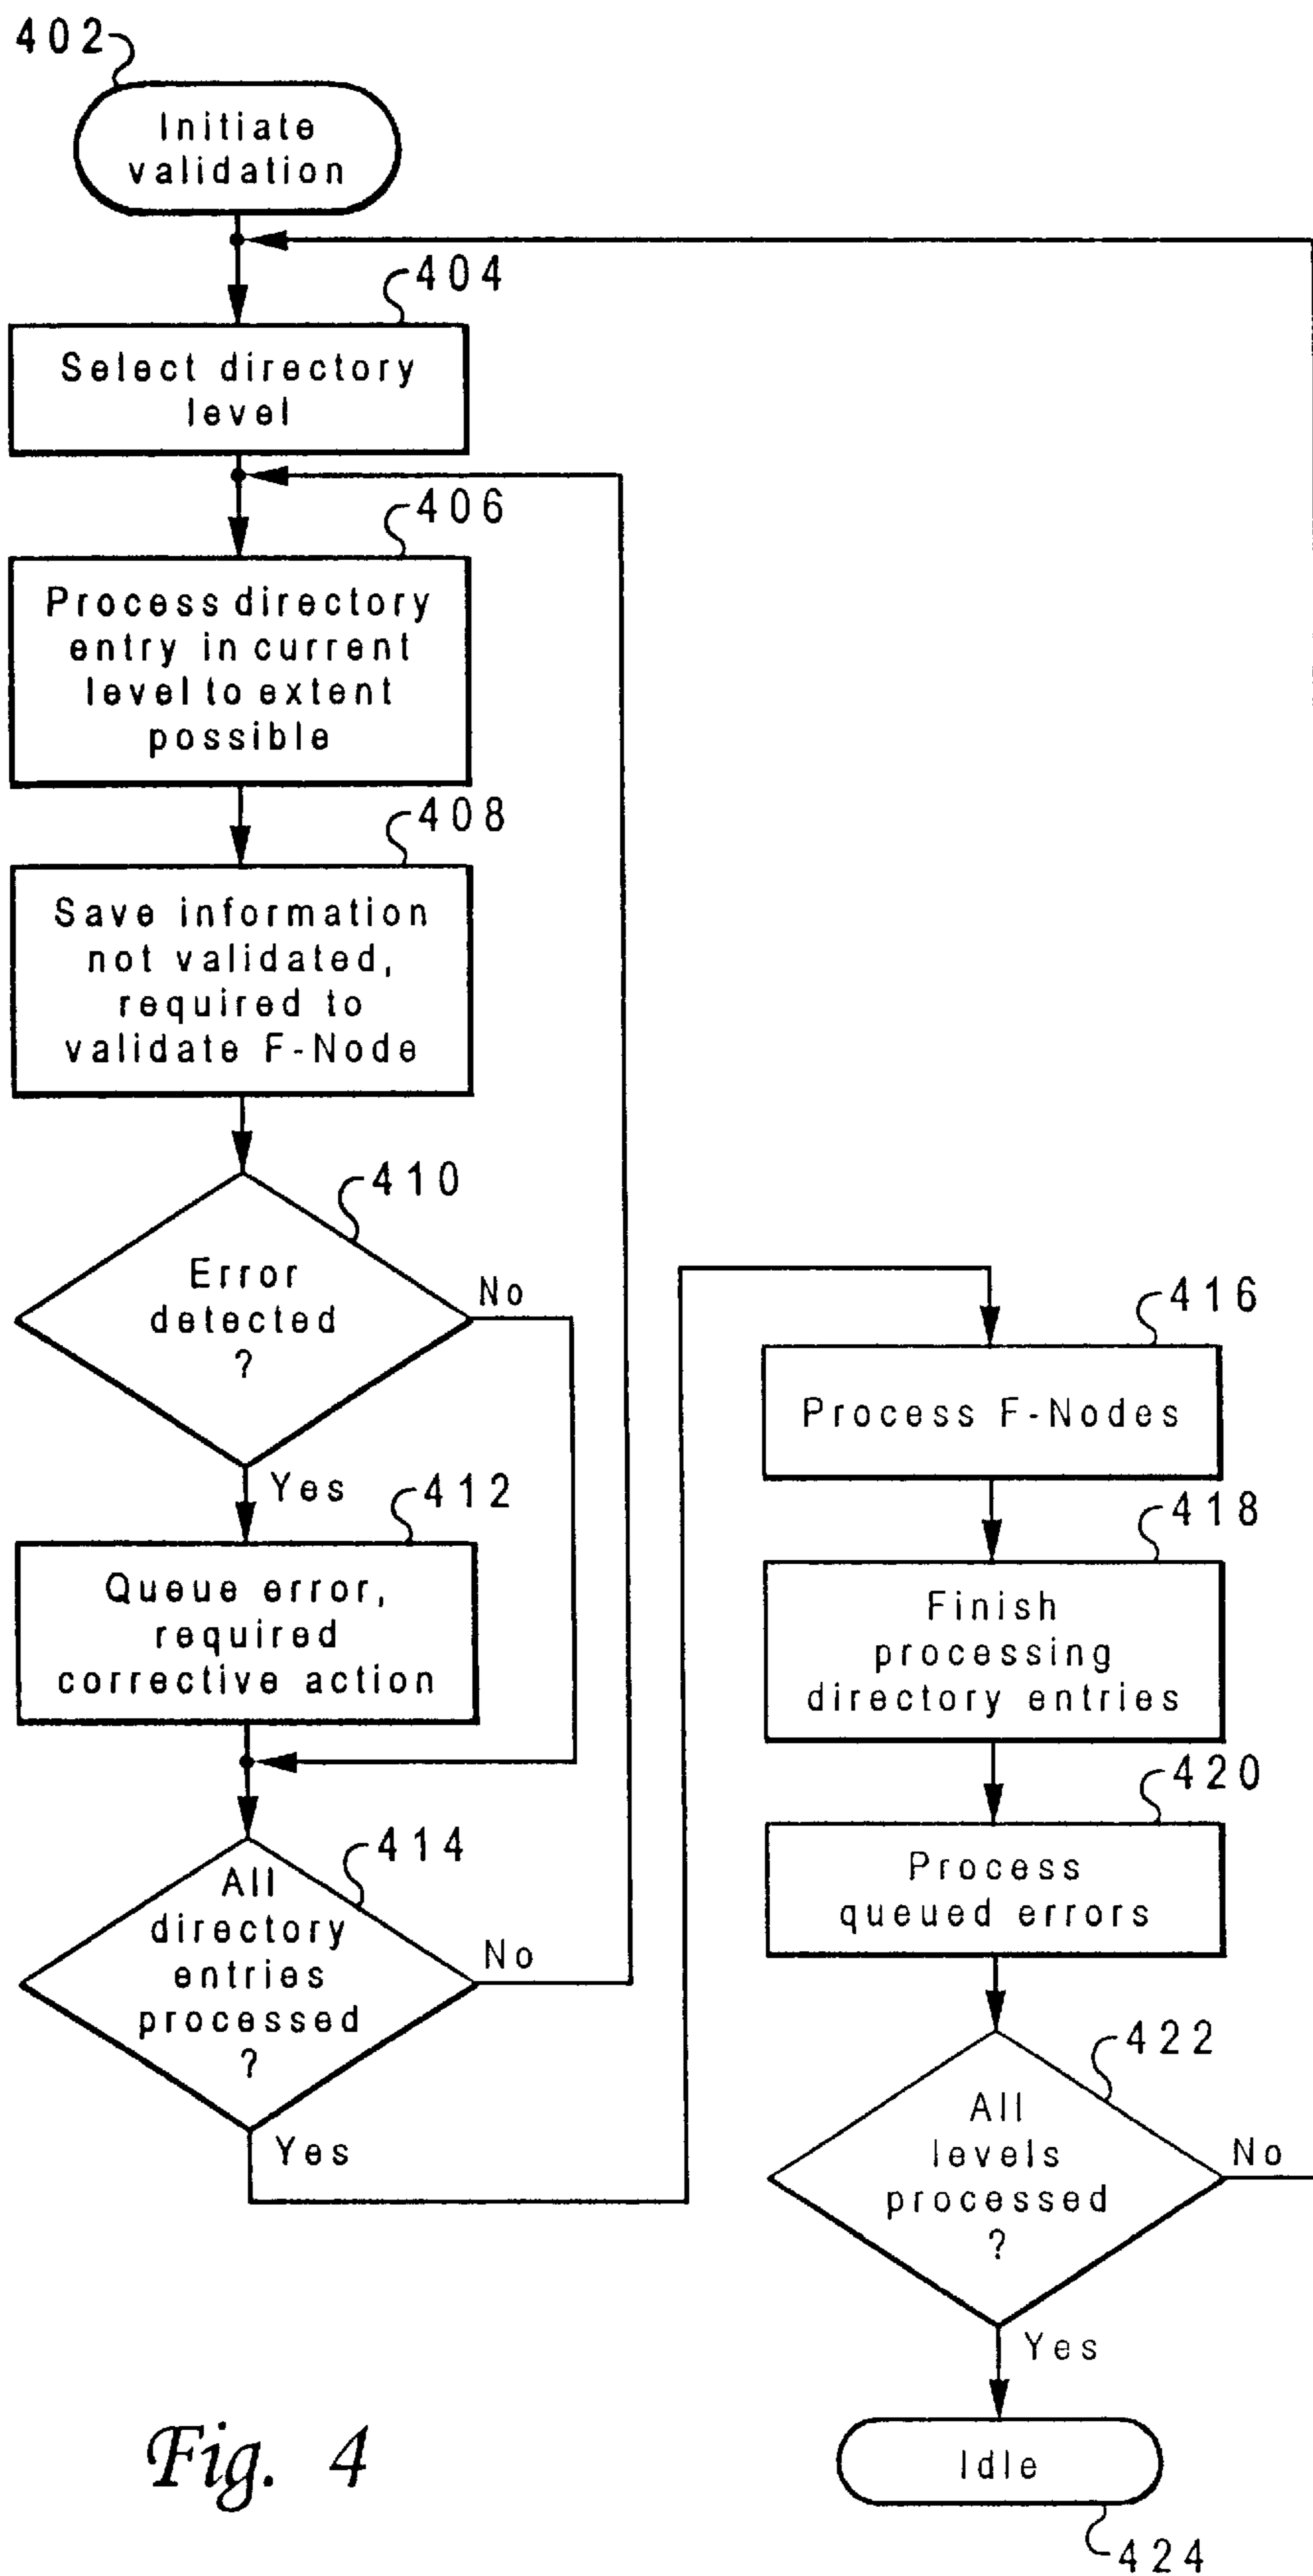 402
Initiate
validation
404
Select directory
level
406
Process directory
entry in current
level to extent
possible
408
Save information
not validated,
required to
validate F-Node
410
Error
detected
?
No
Yes
412
Queue error,
required
corrective action
414
All
directory
entries
processed
?
No
Yes
416
Process F-Nodes
418
Finish
processing
directory entries
420
Process
queued errors
422
All
levels
processed
?
No
Yes
Idle
424
Fig. 4